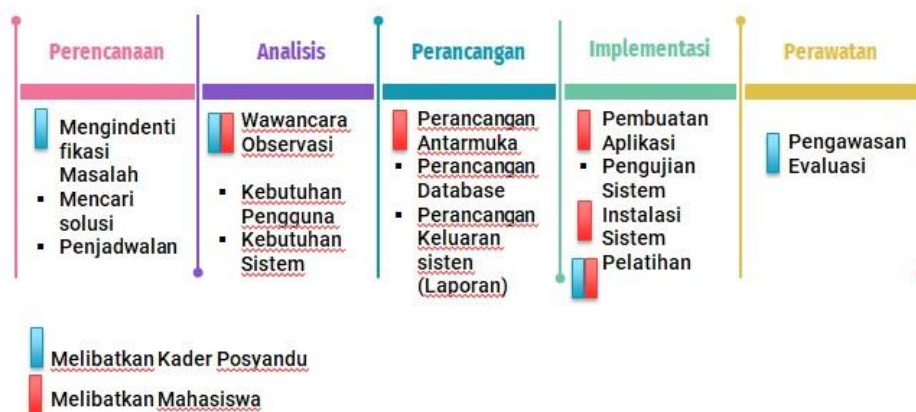 Perencanaan
Mengindenti
fikasi
Masalah
▪ Mencari
solusi
▪ Penjadwalan
Analisis
Wawancara
Observasi
▪ Kebutuhan
Pengguna
▪ Kebutuhan
Sistem
Perancangan
Perancangan
Antarmuka
▪ Perancangan
Database
▪ Perancangan
Keluaran
sisten
(Laporan)
Implementasi
Pembuatan
Aplikasi
▪ Pengujian
Sistem
Instalasi
Sistem
Pelatihan
Perawatan
Pengawasan
Evaluasi
Melibatkan Kader Posyandu
Melibatkan Mahasiswa